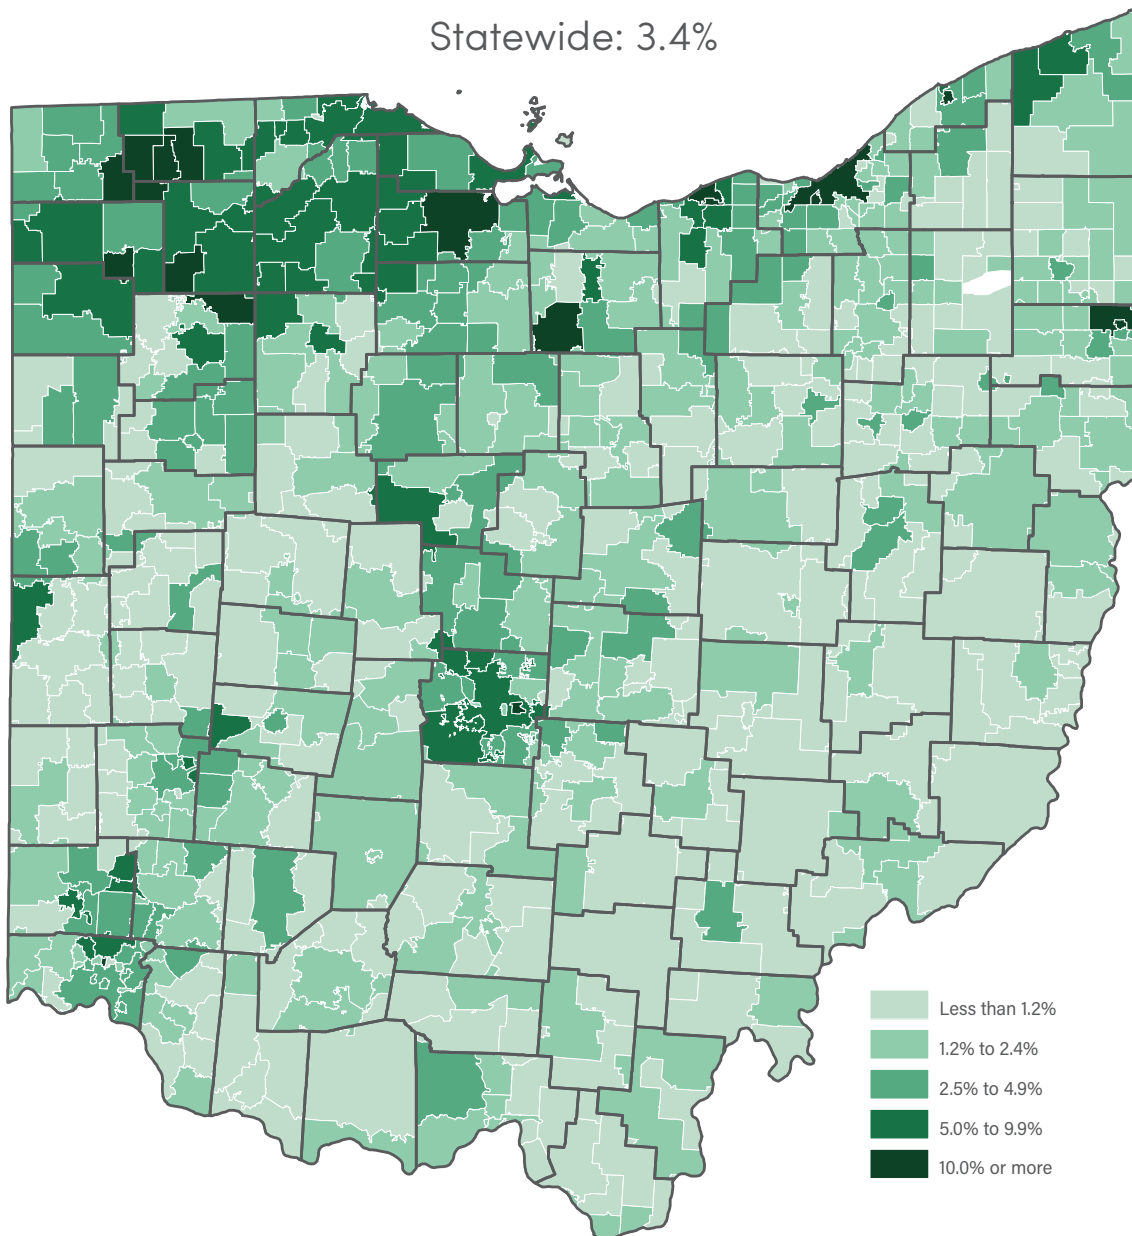 Statewide: 3.4%
Less than 1.2%
1.2% to 2.4%
2.5% to 4.9%
5.0% to 9.9%
10.0% or more